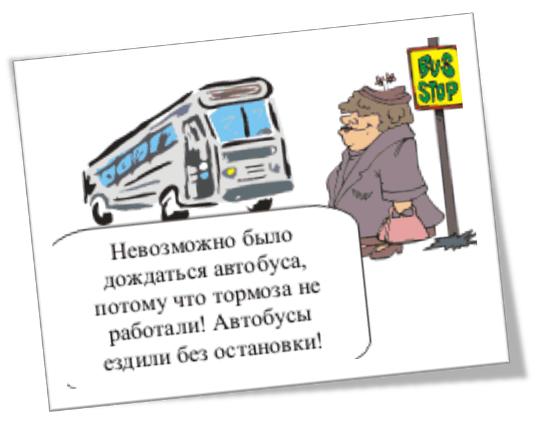 BUS
STOP
Невозможно было
дождаться автобуса,
потому что тормоза не
работали! Автобусы
ездили без остановки!